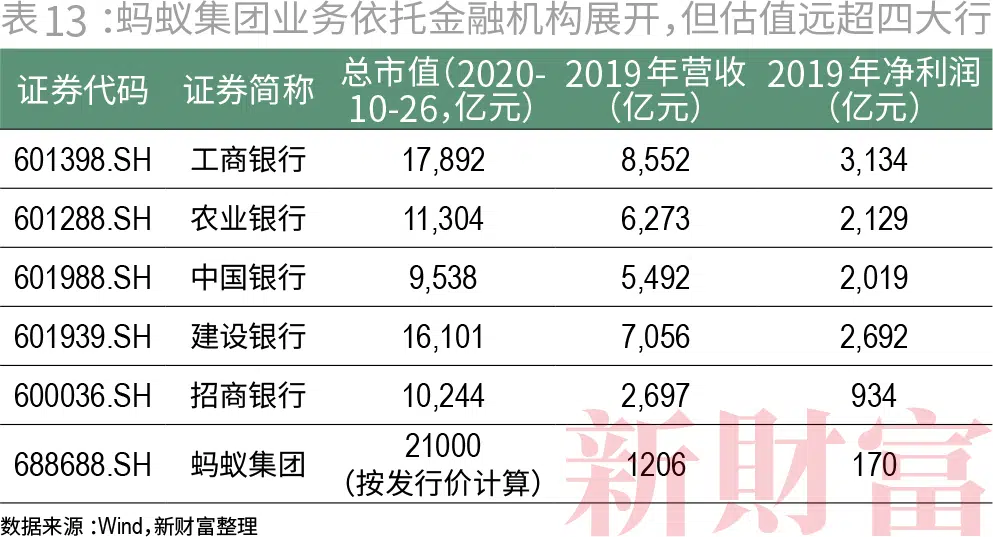 表13：蚂蚁集团业务依托金融机构展开，但估值远超四大行
证券代码 证券简称 总市值（2020-10-26，亿元） 2019年营收（亿元） 2019年净利润（亿元）
601398.SH 工商银行 17,892 8,552 3,134
601288.SH 农业银行 11,304 6,273 2,129
601988.SH 中国银行 9,538 5,492 2,019
601939.SH 建设银行 16,101 7,056 2,692
600036.SH 招商银行 10,244 2,697 934
688688.SH 蚂蚁集团 21000（按发行价计算） 1206 170
新財富
数据来源：Wind，新财富整理